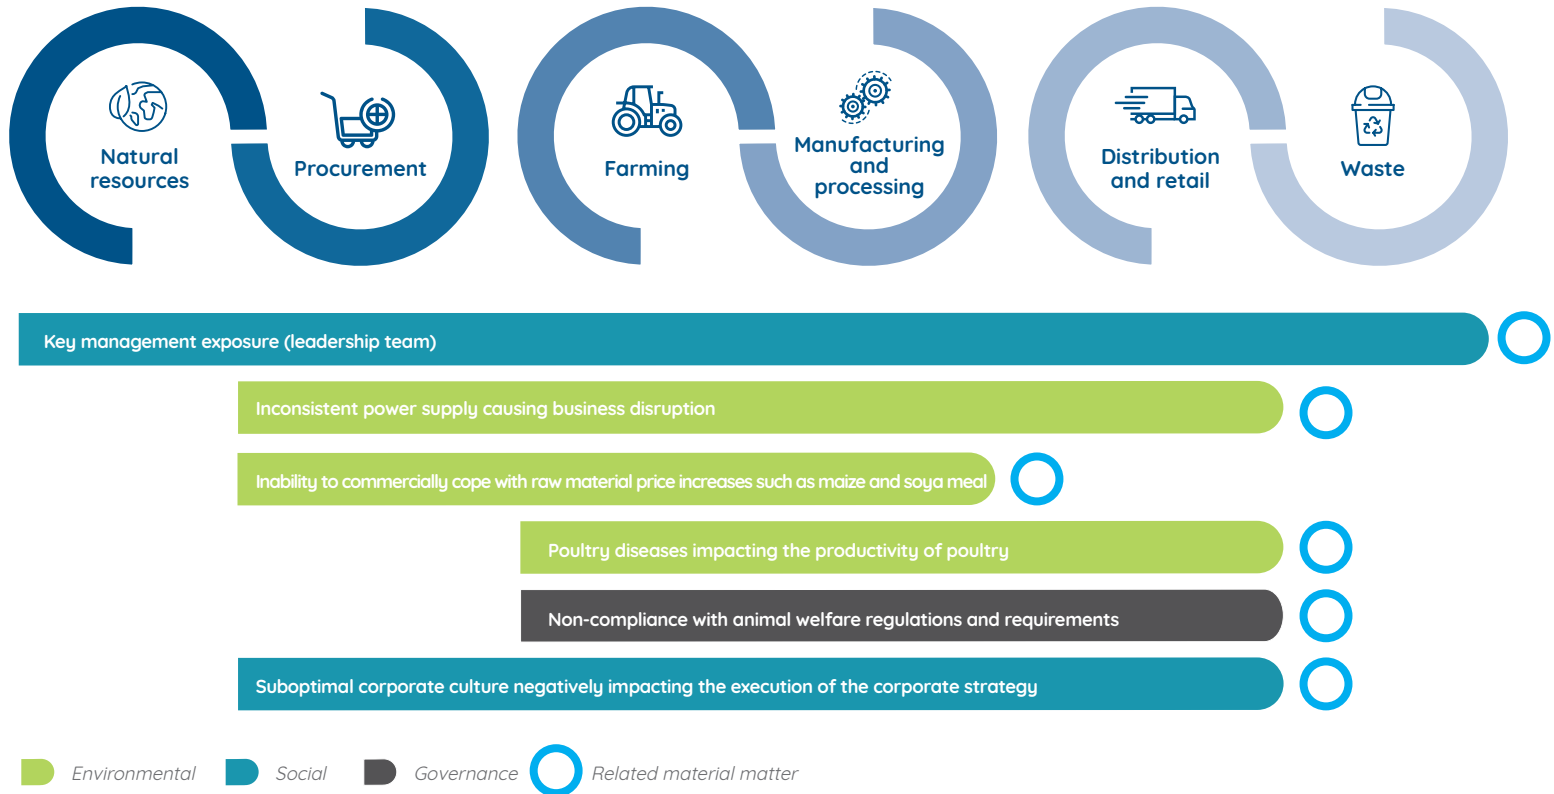 Natural
resources
Procurement
Farming
Manufacturing
and
processing
Distribution
and retail
Waste
Key management exposure (leadership team)
Inconsistent power supply causing business disruption
Inability to commercially cope with raw material price increases such as maize and soya meal
Poultry diseases impacting the productivity of poultry
Non-compliance with animal welfare regulations and requirements
Suboptimal corporate culture negatively impacting the execution of the corporate strategy
Environmental
Social
Governance
Related material matter